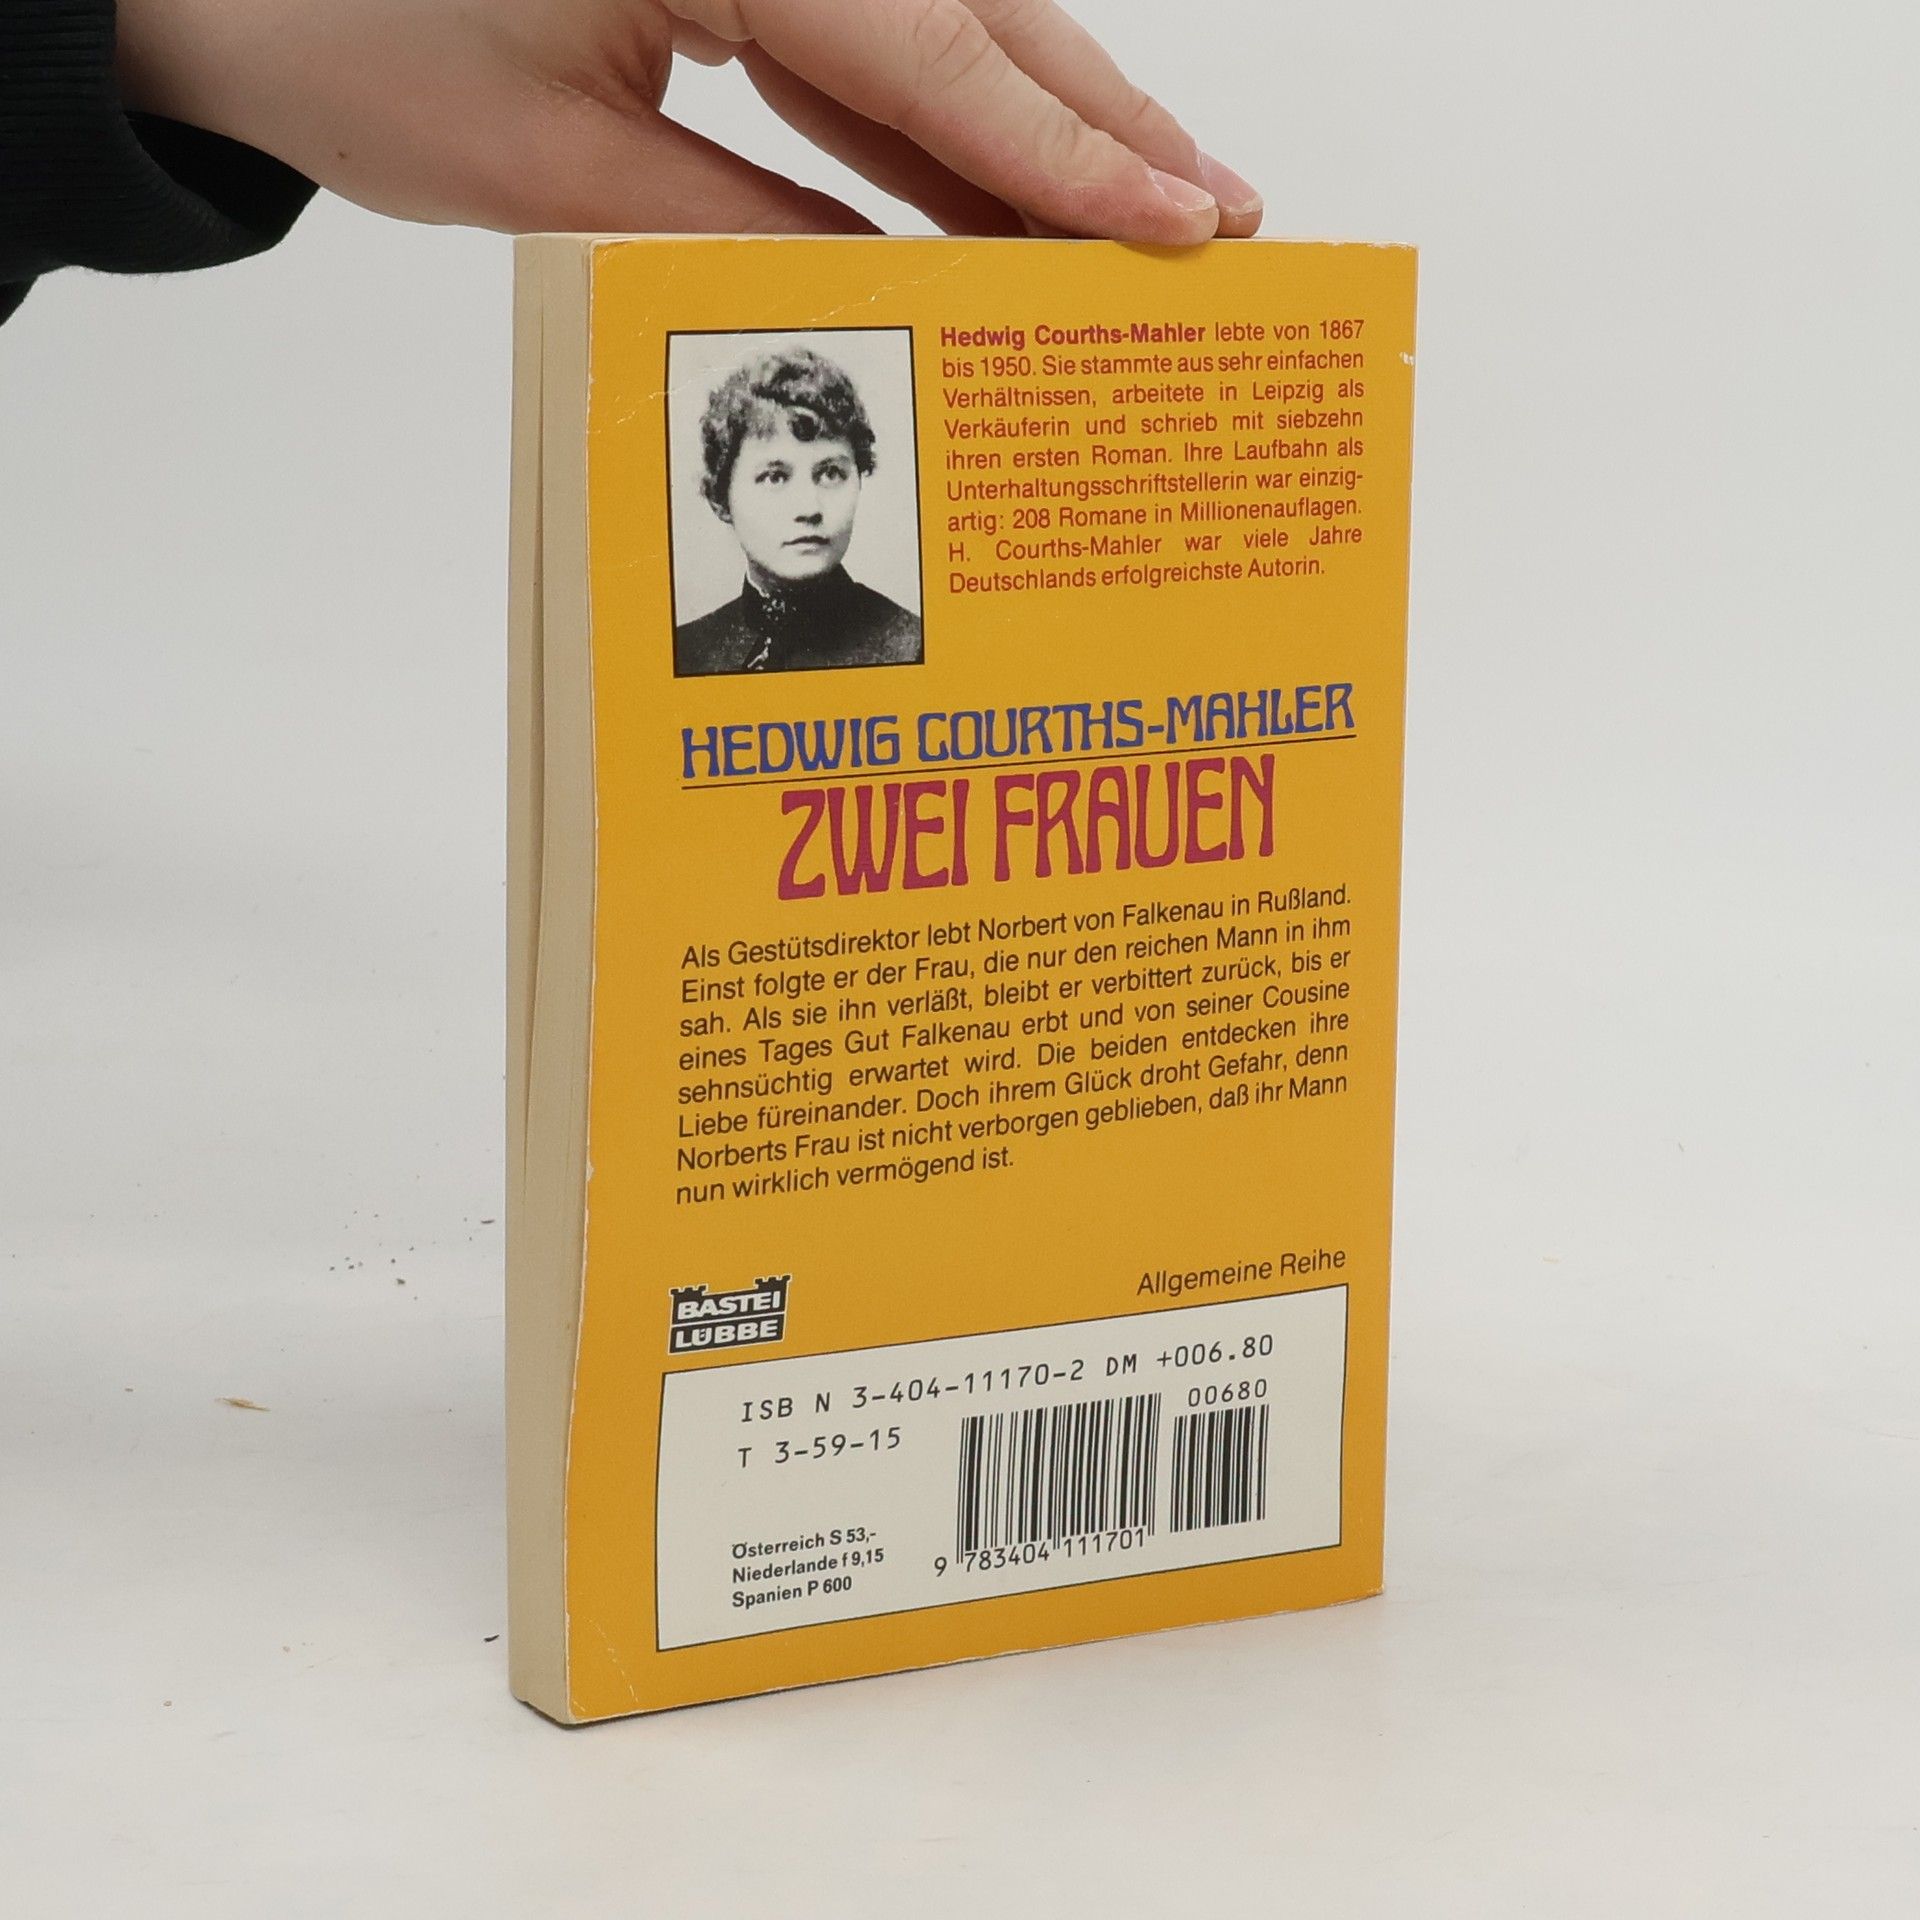 Hedwig Courths-Mahler lebte von 1867
bis 1950. Sie stammte aus sehr einfachen
Verhältnissen, arbeitete in Leipzig als
Verkäuferin und schrieb mit siebzehn
ihren ersten Roman. Ihre Laufbahn als
Unterhaltungsschriftstellerin war einzig-
artig: 208 Romane in Millionenauflagen.
H. Courths-Mahler war viele Jahre
Deutschlands erfolgreichste Autorin.
HEDWIG COURTHS-MAHLER
ZWEI FRAUEN
Als Gestütsdirektor lebt Norbert von Falkenau in Rußland.
Einst folgte er der Frau, die nur den reichen Mann in ihm
sah. Als sie ihn verläßt, bleibt er verbittert zurück, bis er
eines Tages Gut Falkenau erbt und von seiner Cousine
sehnsüchtig erwartet wird. Die beiden entdecken ihre
Liebe füreinander. Doch ihrem Glück droht Gefahr, denn
Norberts Frau ist nicht verborgen geblieben, daß ihr Mann
nun wirklich vermögend ist.
BASTEI
LÜBBE
Allgemeine Reihe
ISB N 3-404-11170-2 DM +006.80
T 3-59-15
00680
Österreich S 53,-
Niederlande f 9,15
Spanien P 600
9 783404 111701